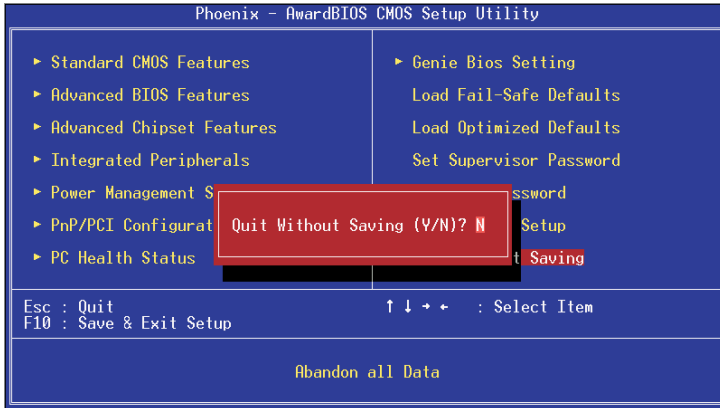 Phoenix - AwardBIOS CMOS Setup Utility
► Standard CMOS Features
► Advanced BIOS Features
► Advanced Chipset Features
► Integrated Peripherals
► Power Management S
► PnP/PCI Configurat
► PC Health Status
► Genie Bios Setting
Load Fail-Safe Defaults
Load Optimized Defaults
Set Supervisor Password
ssword
Setup
t Saving
Quit Without Saving (Y/N)? N
Esc : Quit
F10 : Save & Exit Setup
↑ ↓ → ← : Select Item
Abandon all Data